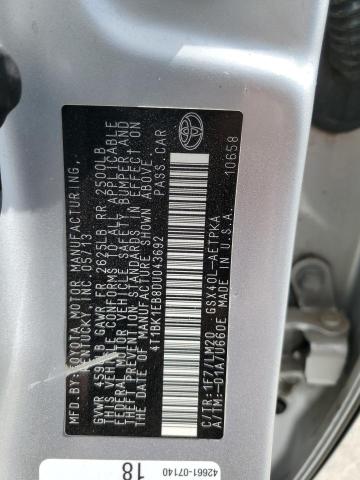 MFD.BY:TOYOTA MOTOR MANUFACTURING,
KENTUCKY, INC. 05/13
GVWR 4595LB GAWR FR 2625LB RR 2500LB
THIS VEHICLE CONFORMS TO ALL APPLICABLE
FEDERAL MOTOR VEHICLE SAFETY, BUMPER, AND
THEFT PREVENTION STANDARDS IN EFFECT ON
THE DATE OF MANUFACTURE SHOWN ABOVE.
4T1BK1EB8DU043692 PASS.CAR
C/TR:1F7/LM20 GSX40L-AETPKA
A/TM:-01A/U660E MADE IN U.S.A. 10658
42661-07140
18